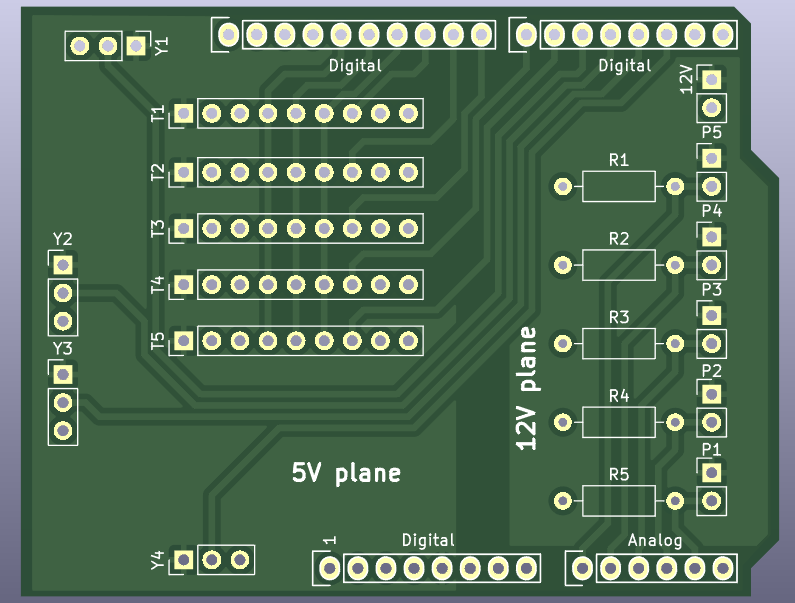 Y1
Digital
Digital
12V
T1
P5
R1
T2
P4
T3
Y2
R2
T4
P3
R3
T5
Y3
12V plane
P2
R4
P1
5V plane
R5
1
Digital
Analog
Y4